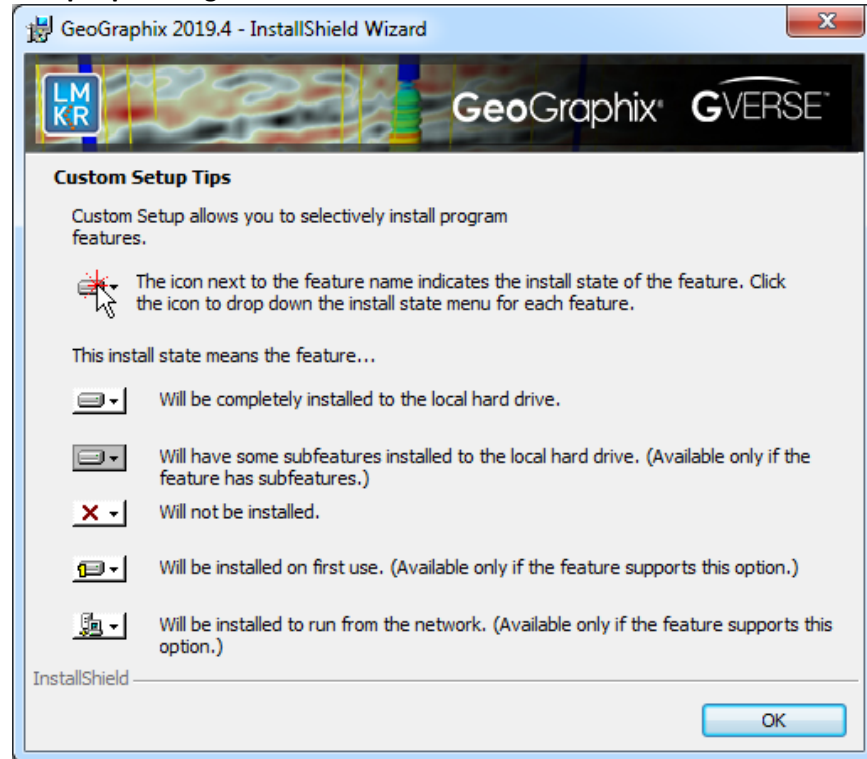 GeoGraphix 2019.4 - InstallShield Wizard
LMKR
GeoGraphix® GVERSE™
Custom Setup Tips
Custom Setup allows you to selectively install program
features.
The icon next to the feature name indicates the install state of the feature. Click
the icon to drop down the install state menu for each feature.
This install state means the feature...
Will be completely installed to the local hard drive.
Will have some subfeatures installed to the local hard drive. (Available only if the
feature has subfeatures.)
Will not be installed.
Will be installed on first use. (Available only if the feature supports this option.)
Will be installed to run from the network. (Available only if the feature supports this
option.)
InstallShield
OK